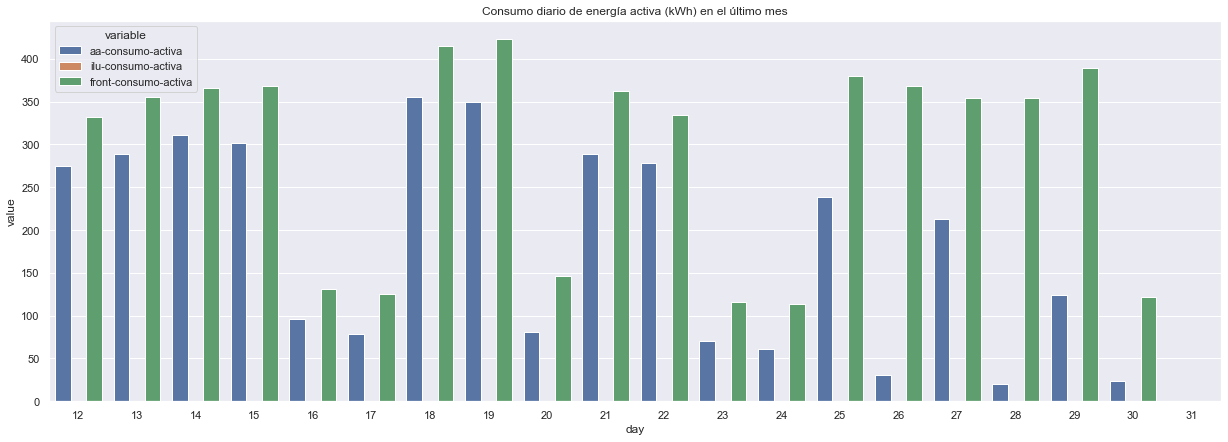 Consumo diario de energía activa (kWh) en el último mes
variable
aa-consumo-activa
ilu-consumo-activa
front-consumo-activa
value
400
350
300
250
200
150
100
50
0
12 13 14 15 16 17 18 19 20 21 22 23 24 25 26 27 28 29 30 31
day